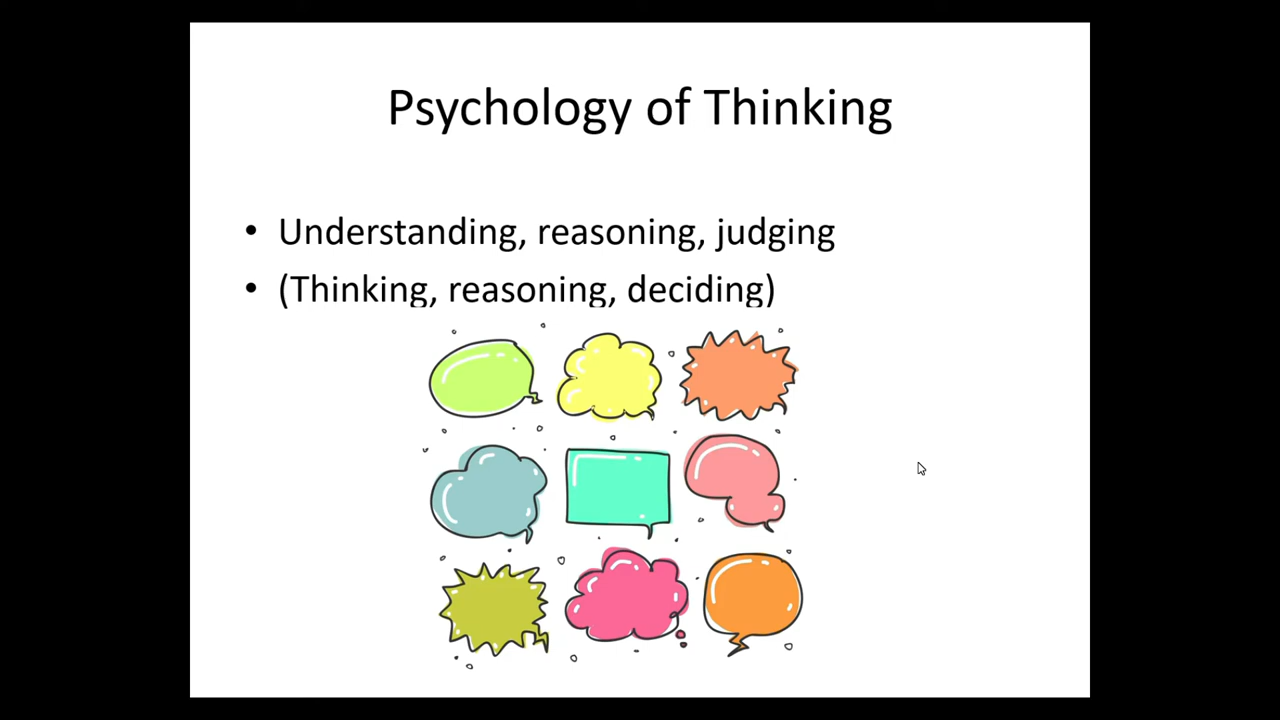 Psychology of Thinking
• Understanding, reasoning, judging
• (Thinking, reasoning, deciding)